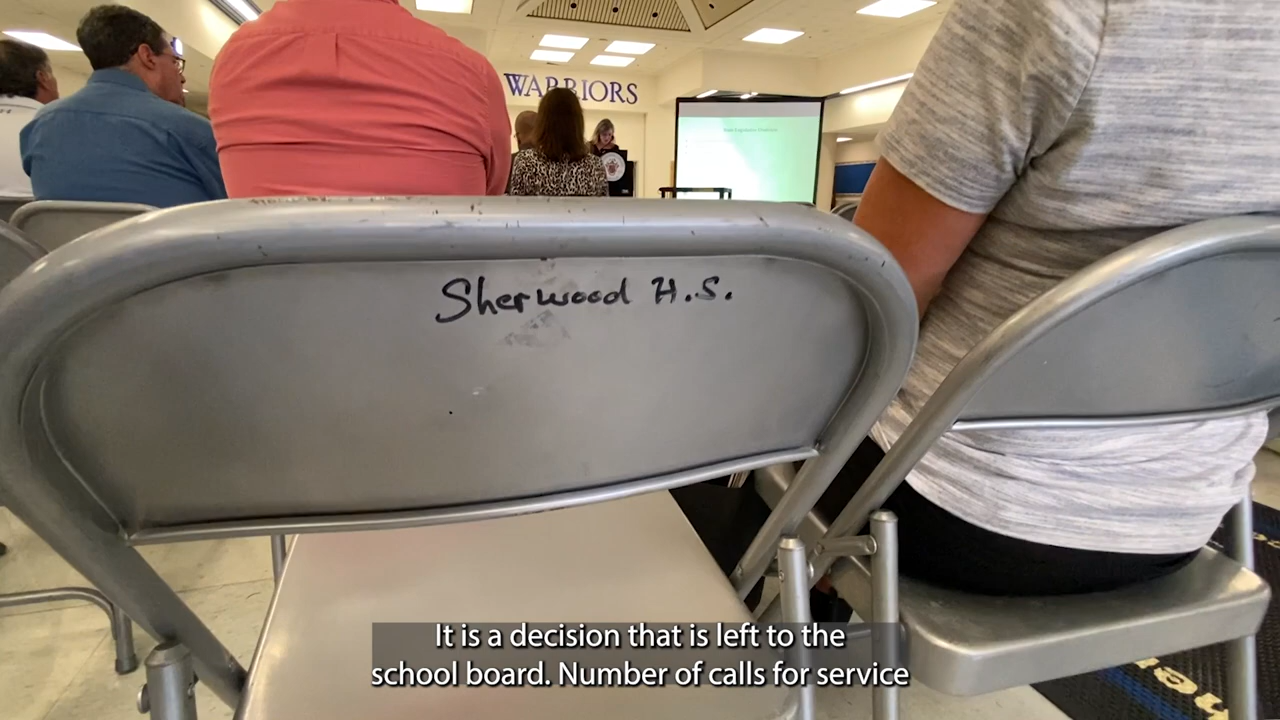 WARRIORS
Sherwood H.S.
It is a decision that is left to the
school board. Number of calls for service